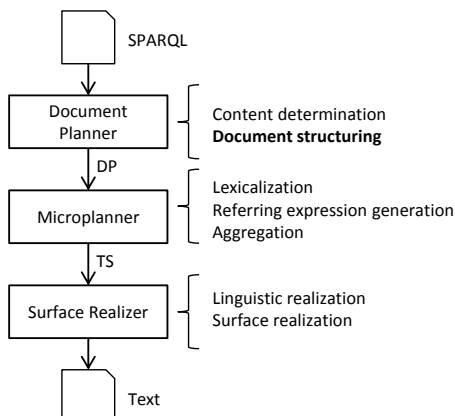 SPARQL
Document
Planner
Content determination
Document structuring
DP
Microplanner
Lexicalization
Referring expression generation
Aggregation
TS
Surface Realizer
Linguistic realization
Surface realization
Text